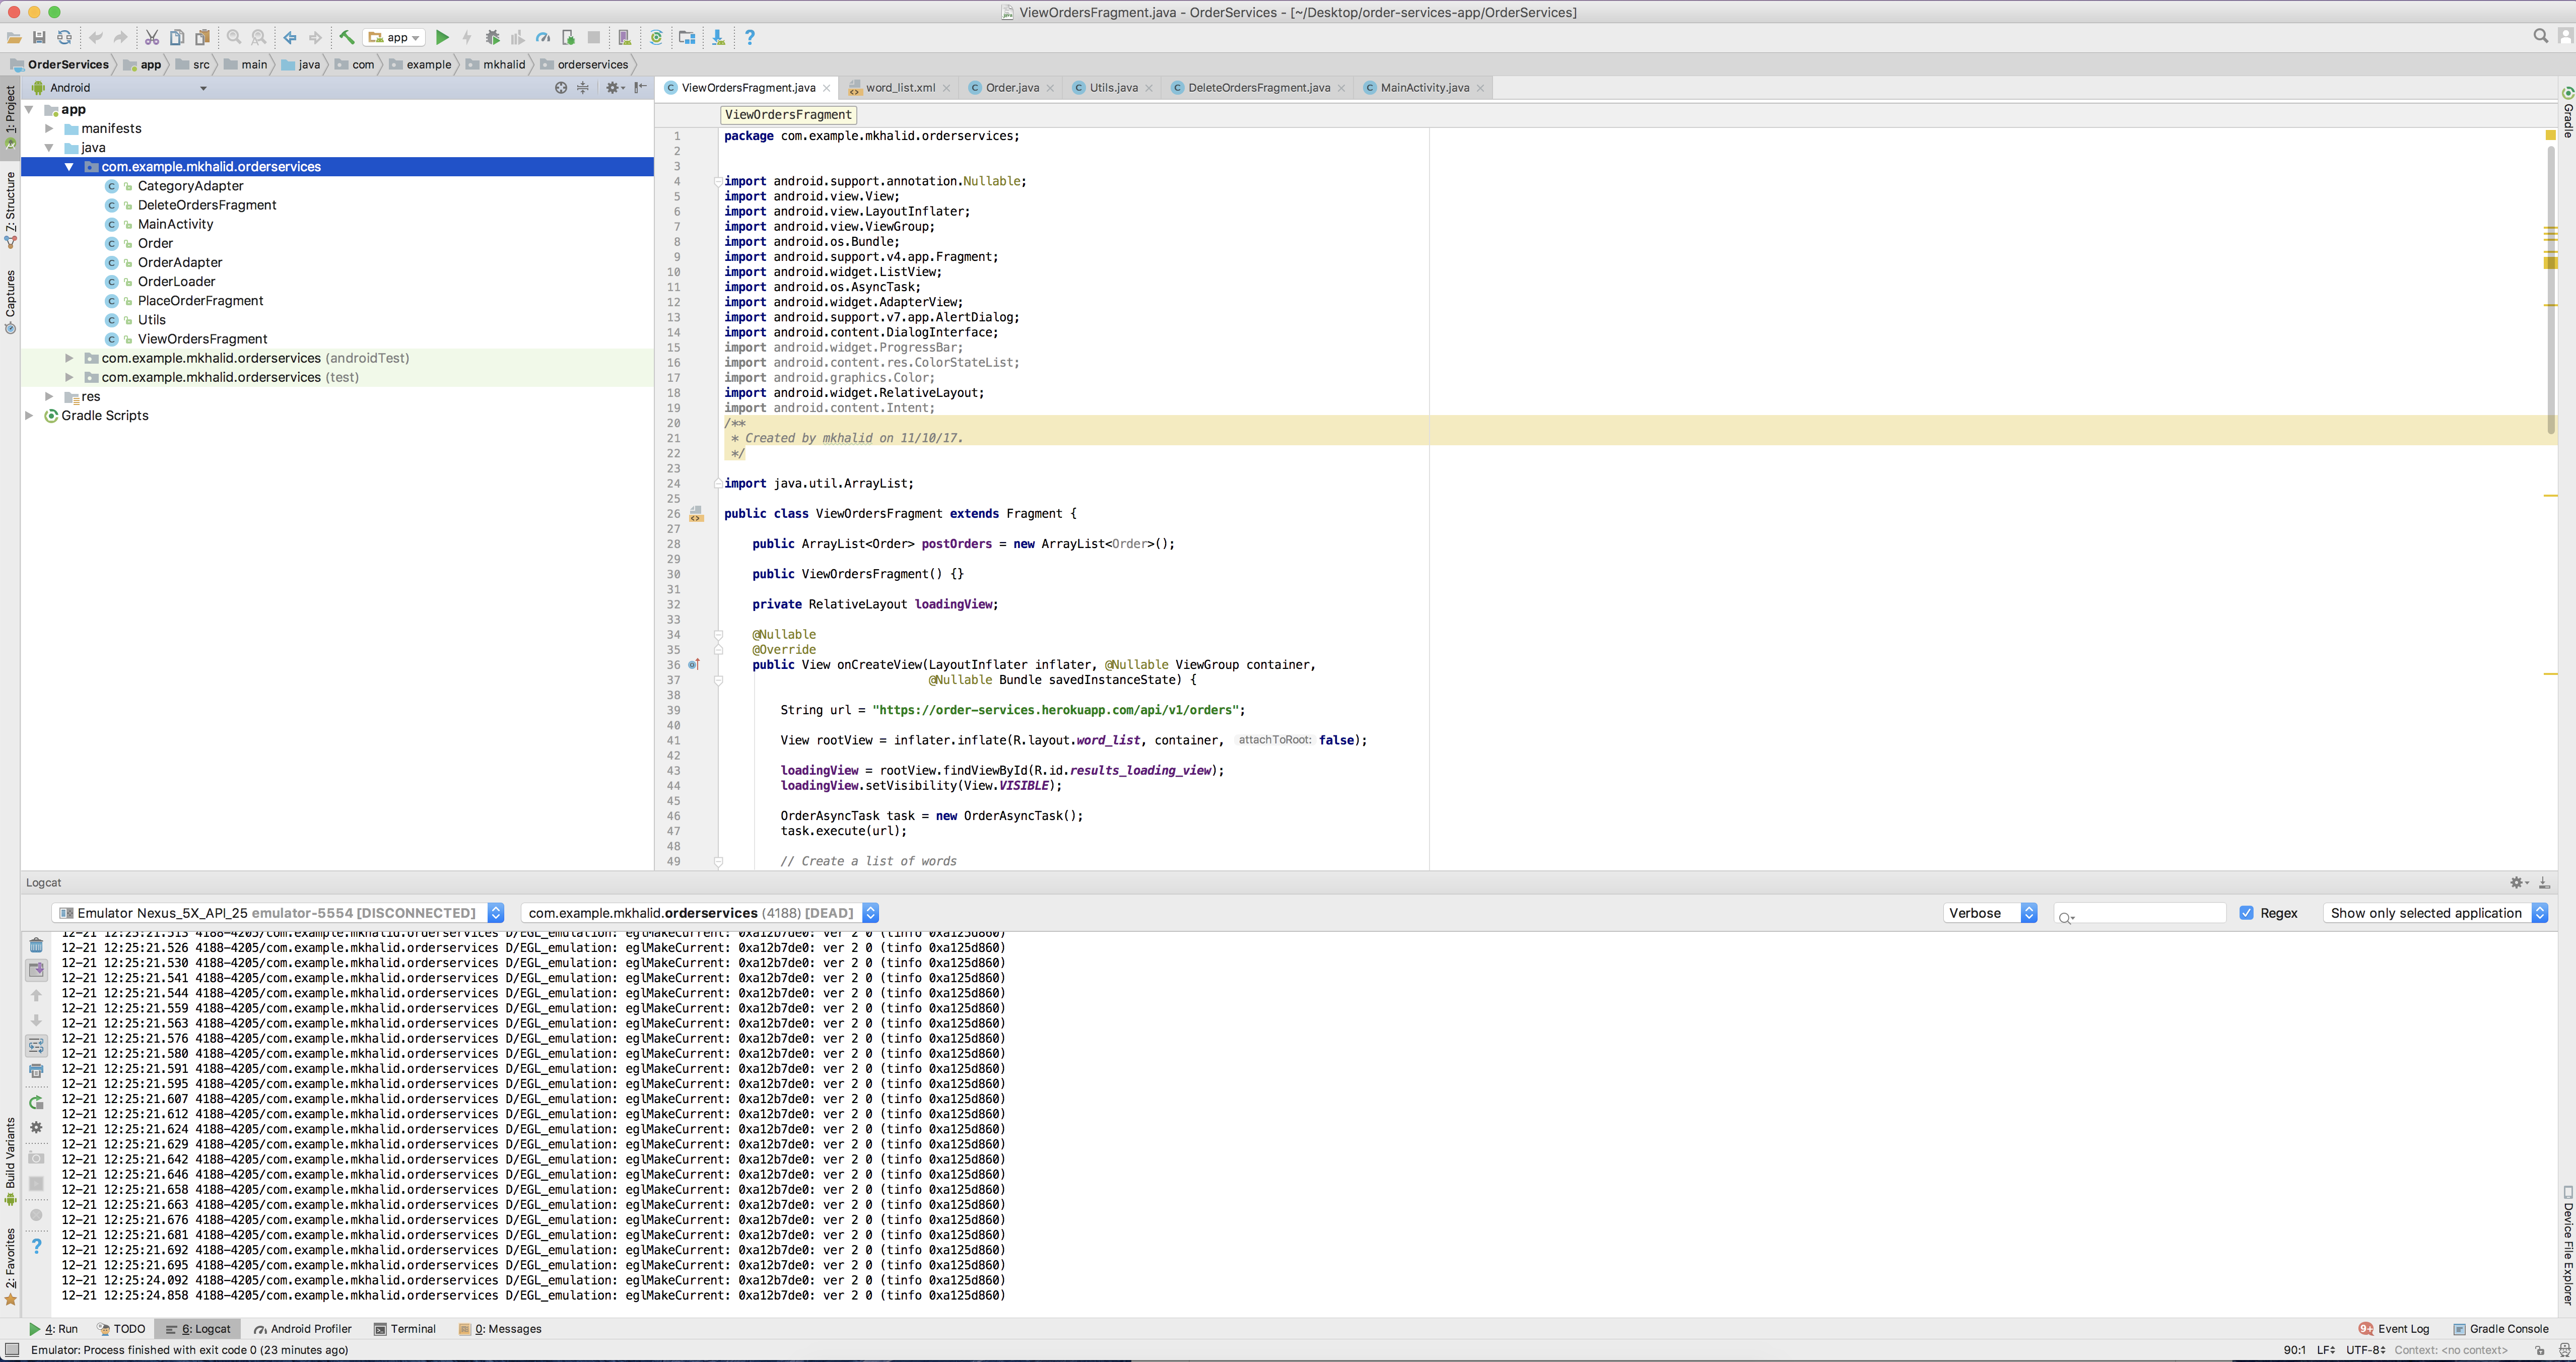 ViewOrdersFragment.java - OrderServices - [~/Desktop/order-services-app/OrderServices]
app
OrderServices app src main java com example mkhalid orderservices
Android
ViewOrdersFragment.java word_list.xml Order.java Utils.java DeleteOrdersFragment.java MainActivity.java
1: Project
Z: Structure
Captures
Build Variants
2: Favorites
Gradle
Device File Explorer
app
manifests
java
com.example.mkhalid.orderservices
CategoryAdapter
DeleteOrdersFragment
MainActivity
Order
OrderAdapter
OrderLoader
PlaceOrderFragment
Utils
ViewOrdersFragment
com.example.mkhalid.orderservices (androidTest)
com.example.mkhalid.orderservices (test)
res
Gradle Scripts
ViewOrdersFragment
1 package com.example.mkhalid.orderservices;
2
3
4 import android.support.annotation.Nullable;
5 import android.view.View;
6 import android.view.LayoutInflater;
7 import android.view.ViewGroup;
8 import android.os.Bundle;
9 import android.support.v4.app.Fragment;
10 import android.widget.ListView;
11 import android.os.AsyncTask;
12 import android.widget.AdapterView;
13 import android.support.v7.app.AlertDialog;
14 import android.content.DialogInterface;
15 import android.widget.ProgressBar;
16 import android.content.res.ColorStateList;
17 import android.graphics.Color;
18 import android.widget.RelativeLayout;
19 import android.content.Intent;
20 /**
21 * Created by mkhalid on 11/10/17.
22 */
23
24 import java.util.ArrayList;
25
26 public class ViewOrdersFragment extends Fragment {
27
28 public ArrayList<Order> postOrders = new ArrayList<Order>();
29
30 public ViewOrdersFragment() {}
31
32 private RelativeLayout loadingView;
33
34 @Nullable
35 @Override
36 public View onCreateView(LayoutInflater inflater, @Nullable ViewGroup container,
37 @Nullable Bundle savedInstanceState) {
38
39 String url = "https://order-services.herokuapp.com/api/v1/orders";
40
41 View rootView = inflater.inflate(R.layout.word_list, container, attachToRoot: false);
42
43 loadingView = rootView.findViewById(R.id.results_loading_view);
44 loadingView.setVisibility(View.VISIBLE);
45
46 OrderAsyncTask task = new OrderAsyncTask();
47 task.execute(url);
48
49 // Create a list of words
Logcat
Emulator Nexus_5X_API_25 emulator-5554 [DISCONNECTED] com.example.mkhalid.orderservices (4188) [DEAD] Verbose Regex Show only selected application
12-21 12:25:21.513 4188-4205/com.example.mkhalid.orderservices D/EGL_emulation: eglMakeCurrent: 0xa12b7de0: ver 2 0 (tinfo 0xa125d860)
12-21 12:25:21.526 4188-4205/com.example.mkhalid.orderservices D/EGL_emulation: eglMakeCurrent: 0xa12b7de0: ver 2 0 (tinfo 0xa125d860)
12-21 12:25:21.530 4188-4205/com.example.mkhalid.orderservices D/EGL_emulation: eglMakeCurrent: 0xa12b7de0: ver 2 0 (tinfo 0xa125d860)
12-21 12:25:21.541 4188-4205/com.example.mkhalid.orderservices D/EGL_emulation: eglMakeCurrent: 0xa12b7de0: ver 2 0 (tinfo 0xa125d860)
12-21 12:25:21.544 4188-4205/com.example.mkhalid.orderservices D/EGL_emulation: eglMakeCurrent: 0xa12b7de0: ver 2 0 (tinfo 0xa125d860)
12-21 12:25:21.559 4188-4205/com.example.mkhalid.orderservices D/EGL_emulation: eglMakeCurrent: 0xa12b7de0: ver 2 0 (tinfo 0xa125d860)
12-21 12:25:21.563 4188-4205/com.example.mkhalid.orderservices D/EGL_emulation: eglMakeCurrent: 0xa12b7de0: ver 2 0 (tinfo 0xa125d860)
12-21 12:25:21.576 4188-4205/com.example.mkhalid.orderservices D/EGL_emulation: eglMakeCurrent: 0xa12b7de0: ver 2 0 (tinfo 0xa125d860)
12-21 12:25:21.580 4188-4205/com.example.mkhalid.orderservices D/EGL_emulation: eglMakeCurrent: 0xa12b7de0: ver 2 0 (tinfo 0xa125d860)
12-21 12:25:21.591 4188-4205/com.example.mkhalid.orderservices D/EGL_emulation: eglMakeCurrent: 0xa12b7de0: ver 2 0 (tinfo 0xa125d860)
12-21 12:25:21.595 4188-4205/com.example.mkhalid.orderservices D/EGL_emulation: eglMakeCurrent: 0xa12b7de0: ver 2 0 (tinfo 0xa125d860)
12-21 12:25:21.607 4188-4205/com.example.mkhalid.orderservices D/EGL_emulation: eglMakeCurrent: 0xa12b7de0: ver 2 0 (tinfo 0xa125d860)
12-21 12:25:21.612 4188-4205/com.example.mkhalid.orderservices D/EGL_emulation: eglMakeCurrent: 0xa12b7de0: ver 2 0 (tinfo 0xa125d860)
12-21 12:25:21.624 4188-4205/com.example.mkhalid.orderservices D/EGL_emulation: eglMakeCurrent: 0xa12b7de0: ver 2 0 (tinfo 0xa125d860)
12-21 12:25:21.629 4188-4205/com.example.mkhalid.orderservices D/EGL_emulation: eglMakeCurrent: 0xa12b7de0: ver 2 0 (tinfo 0xa125d860)
12-21 12:25:21.642 4188-4205/com.example.mkhalid.orderservices D/EGL_emulation: eglMakeCurrent: 0xa12b7de0: ver 2 0 (tinfo 0xa125d860)
12-21 12:25:21.646 4188-4205/com.example.mkhalid.orderservices D/EGL_emulation: eglMakeCurrent: 0xa12b7de0: ver 2 0 (tinfo 0xa125d860)
12-21 12:25:21.658 4188-4205/com.example.mkhalid.orderservices D/EGL_emulation: eglMakeCurrent: 0xa12b7de0: ver 2 0 (tinfo 0xa125d860)
12-21 12:25:21.663 4188-4205/com.example.mkhalid.orderservices D/EGL_emulation: eglMakeCurrent: 0xa12b7de0: ver 2 0 (tinfo 0xa125d860)
12-21 12:25:21.676 4188-4205/com.example.mkhalid.orderservices D/EGL_emulation: eglMakeCurrent: 0xa12b7de0: ver 2 0 (tinfo 0xa125d860)
12-21 12:25:21.681 4188-4205/com.example.mkhalid.orderservices D/EGL_emulation: eglMakeCurrent: 0xa12b7de0: ver 2 0 (tinfo 0xa125d860)
12-21 12:25:21.692 4188-4205/com.example.mkhalid.orderservices D/EGL_emulation: eglMakeCurrent: 0xa12b7de0: ver 2 0 (tinfo 0xa125d860)
12-21 12:25:21.695 4188-4205/com.example.mkhalid.orderservices D/EGL_emulation: eglMakeCurrent: 0xa12b7de0: ver 2 0 (tinfo 0xa125d860)
12-21 12:25:24.092 4188-4205/com.example.mkhalid.orderservices D/EGL_emulation: eglMakeCurrent: 0xa12b7de0: ver 2 0 (tinfo 0xa125d860)
12-21 12:25:24.858 4188-4205/com.example.mkhalid.orderservices D/EGL_emulation: eglMakeCurrent: 0xa12b7de0: ver 2 0 (tinfo 0xa125d860)
4: Run TODO 6: Logcat Android Profiler Terminal 0: Messages 9+ Event Log Gradle Console
Emulator: Process finished with exit code 0 (23 minutes ago) 90:1 LF UTF-8 Context: <no context>